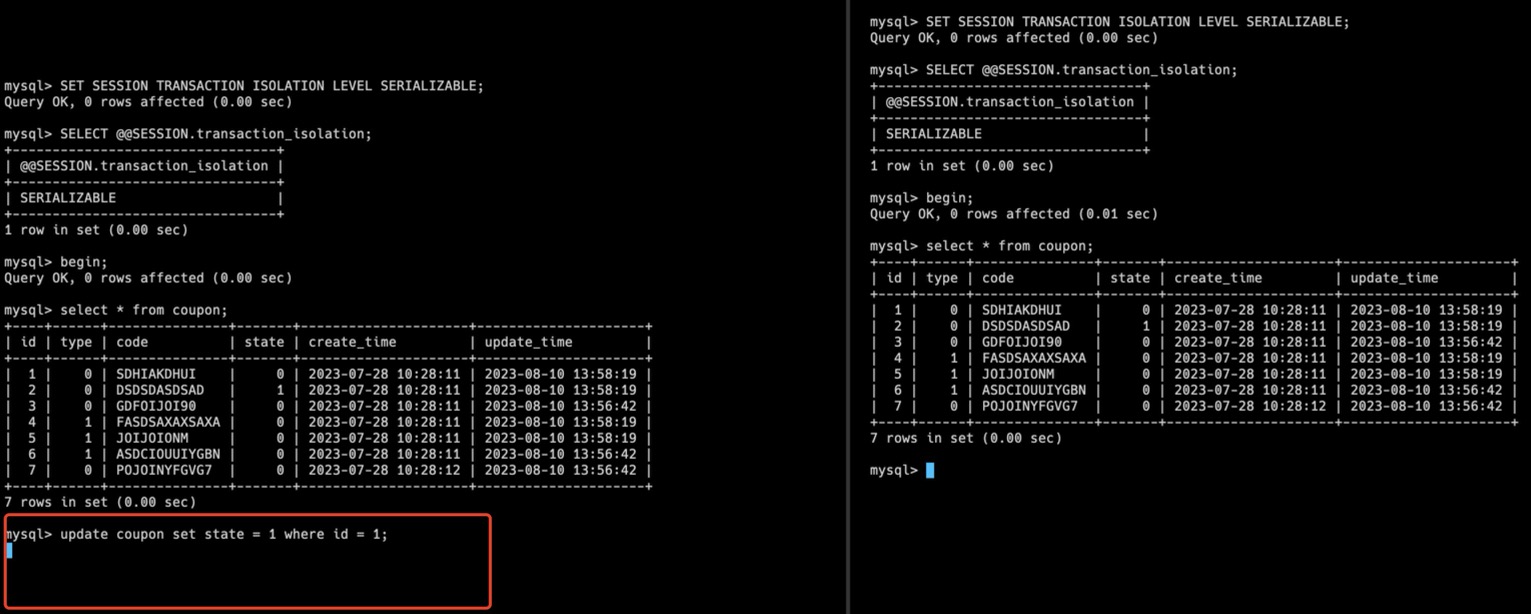 mysql> SET SESSION TRANSACTION ISOLATION LEVEL SERIALIZABLE;
Query OK, 0 rows affected (0.00 sec)
mysql> SELECT @@SESSION.transaction_isolation;
+---------------------------------+
| @@SESSION.transaction_isolation |
+---------------------------------+
| SERIALIZABLE                    |
+---------------------------------+
1 row in set (0.00 sec)
mysql> begin;
Query OK, 0 rows affected (0.00 sec)
mysql> select * from coupon;
+----+------+--------------+-------+---------------------+---------------------+
| id | type | code         | state | create_time         | update_time         |
+----+------+--------------+-------+---------------------+---------------------+
|  1 |    0 | SDHIAKDHUI   |     0 | 2023-07-28 10:28:11 | 2023-08-10 13:58:19 |
|  2 |    0 | DSDSDASDSAD  |     1 | 2023-07-28 10:28:11 | 2023-08-10 13:58:19 |
|  3 |    0 | GDFOIJOI90   |     0 | 2023-07-28 10:28:11 | 2023-08-10 13:56:42 |
|  4 |    1 | FASDSAXAXSAXA |     0 | 2023-07-28 10:28:11 | 2023-08-10 13:58:19 |
|  5 |    1 | JOIJOIONM    |     0 | 2023-07-28 10:28:11 | 2023-08-10 13:58:19 |
|  6 |    1 | ASDCIOUUIYGBN |     0 | 2023-07-28 10:28:11 | 2023-08-10 13:56:42 |
|  7 |    0 | POJOINYFGVG7 |     0 | 2023-07-28 10:28:12 | 2023-08-10 13:56:42 |
+----+------+--------------+-------+---------------------+---------------------+
7 rows in set (0.00 sec)
mysql> update coupon set state = 1 where id = 1;
mysql> SET SESSION TRANSACTION ISOLATION LEVEL SERIALIZABLE;
Query OK, 0 rows affected (0.00 sec)
mysql> SELECT @@SESSION.transaction_isolation;
+---------------------------------+
| @@SESSION.transaction_isolation |
+---------------------------------+
| SERIALIZABLE                    |
+---------------------------------+
1 row in set (0.00 sec)
mysql> begin;
Query OK, 0 rows affected (0.01 sec)
mysql> select * from coupon;
+----+------+--------------+-------+---------------------+---------------------+
| id | type | code         | state | create_time         | update_time         |
+----+------+--------------+-------+---------------------+---------------------+
|  1 |    0 | SDHIAKDHUI   |     0 | 2023-07-28 10:28:11 | 2023-08-10 13:58:19 |
|  2 |    0 | DSDSDASDSAD  |     1 | 2023-07-28 10:28:11 | 2023-08-10 13:58:19 |
|  3 |    0 | GDFOIJOI90   |     0 | 2023-07-28 10:28:11 | 2023-08-10 13:56:42 |
|  4 |    1 | FASDSAXAXSAXA |     0 | 2023-07-28 10:28:11 | 2023-08-10 13:58:19 |
|  5 |    1 | JOIJOIONM    |     0 | 2023-07-28 10:28:11 | 2023-08-10 13:58:19 |
|  6 |    1 | ASDCIOUUIYGBN |     0 | 2023-07-28 10:28:11 | 2023-08-10 13:56:42 |
|  7 |    0 | POJOINYFGVG7 |     0 | 2023-07-28 10:28:12 | 2023-08-10 13:56:42 |
+----+------+--------------+-------+---------------------+---------------------+
7 rows in set (0.00 sec)
mysql>